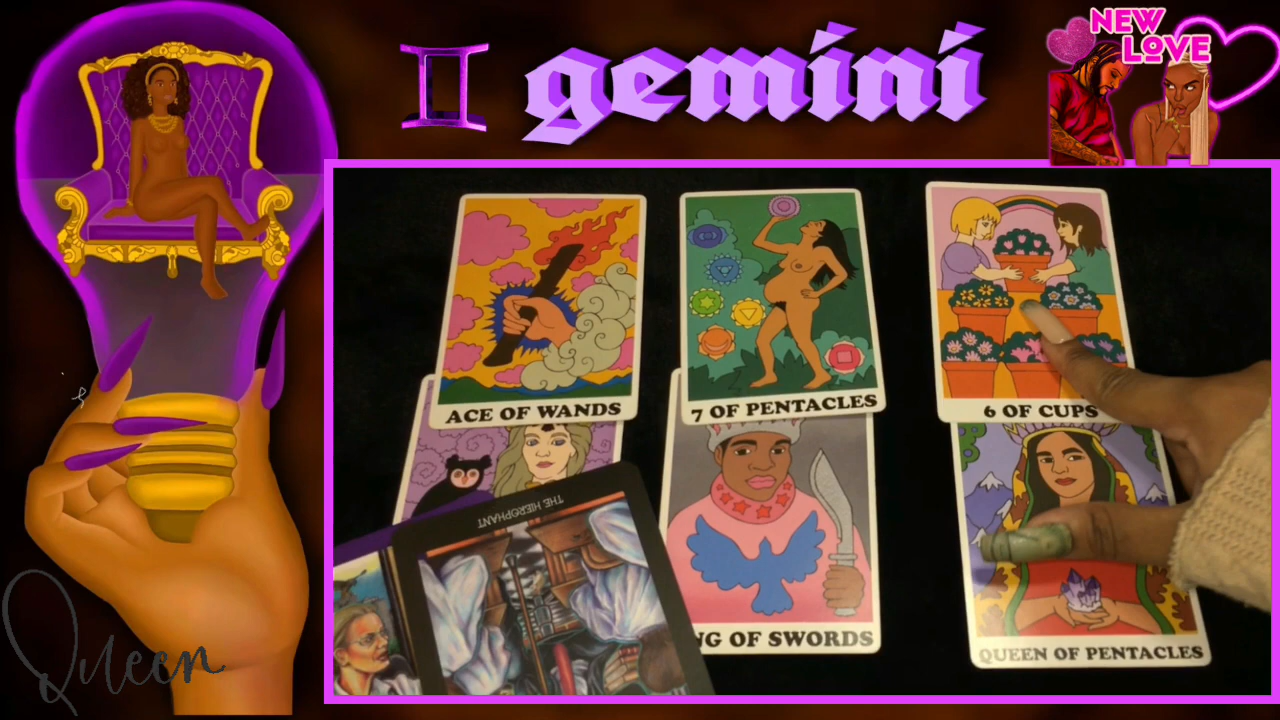 gemini
NEW
LOVE
ACE OF WANDS
7 OF PENTACLES
6 OF CUPS
THE HIEROPHANT
NG OF SWORDS
QUEEN OF PENTACLES
Queen